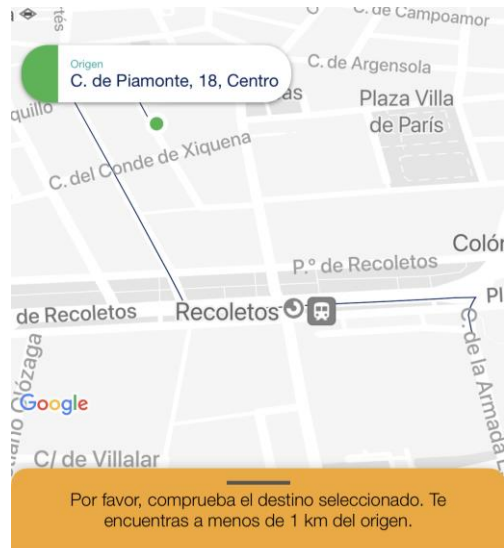 C. de Campoamor
Origen
C. de Piamonte, 18, Centro
C. de Argensola
Plaza Villa
de París
C. del Conde de Xiquena
Colón
P.º de Recoletos
de Recoletos
Recoletos
C. de la Armada
Google
C/ de Villalar
Por favor, comprueba el destino seleccionado. Te
encuentras a menos de 1 km del origen.